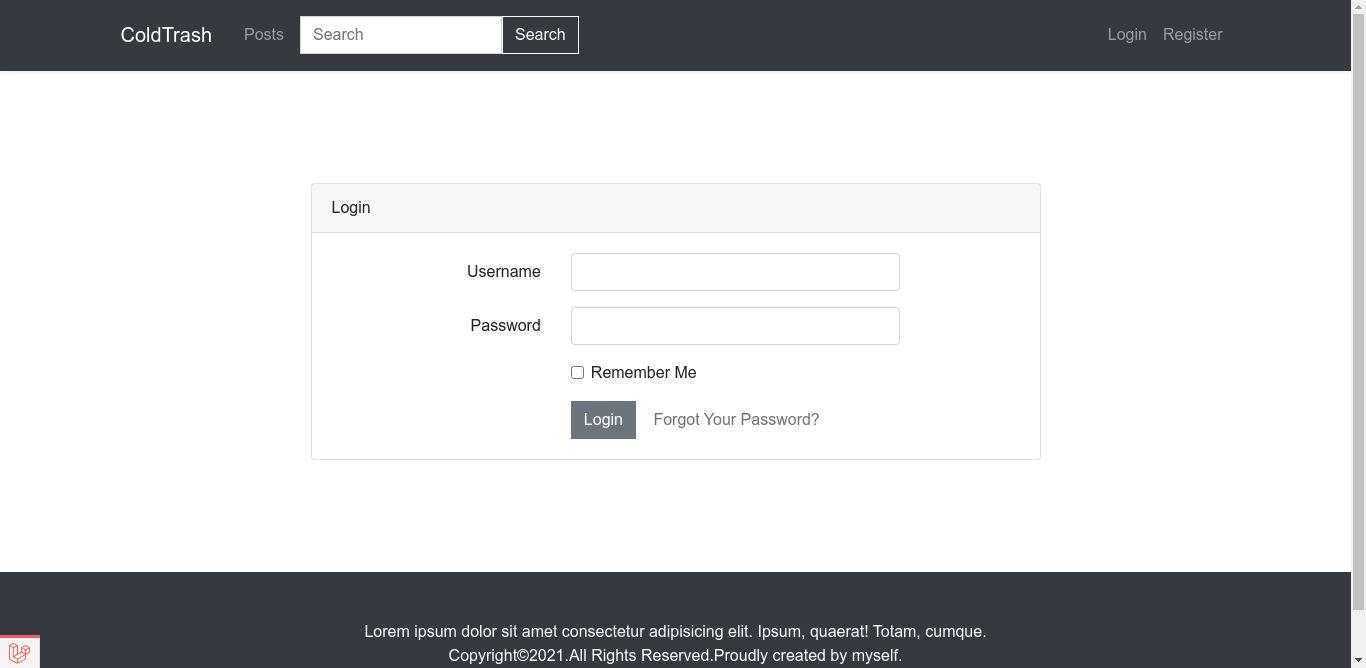 ColdTrash Posts Search Search Login Register
Login
Username
Password
Remember Me
Login Forgot Your Password?
Lorem ipsum dolor sit amet consectetur adipisicing elit. Ipsum, quaerat! Totam, cumque.
Copyright©2021.All Rights Reserved.Proudly created by myself.